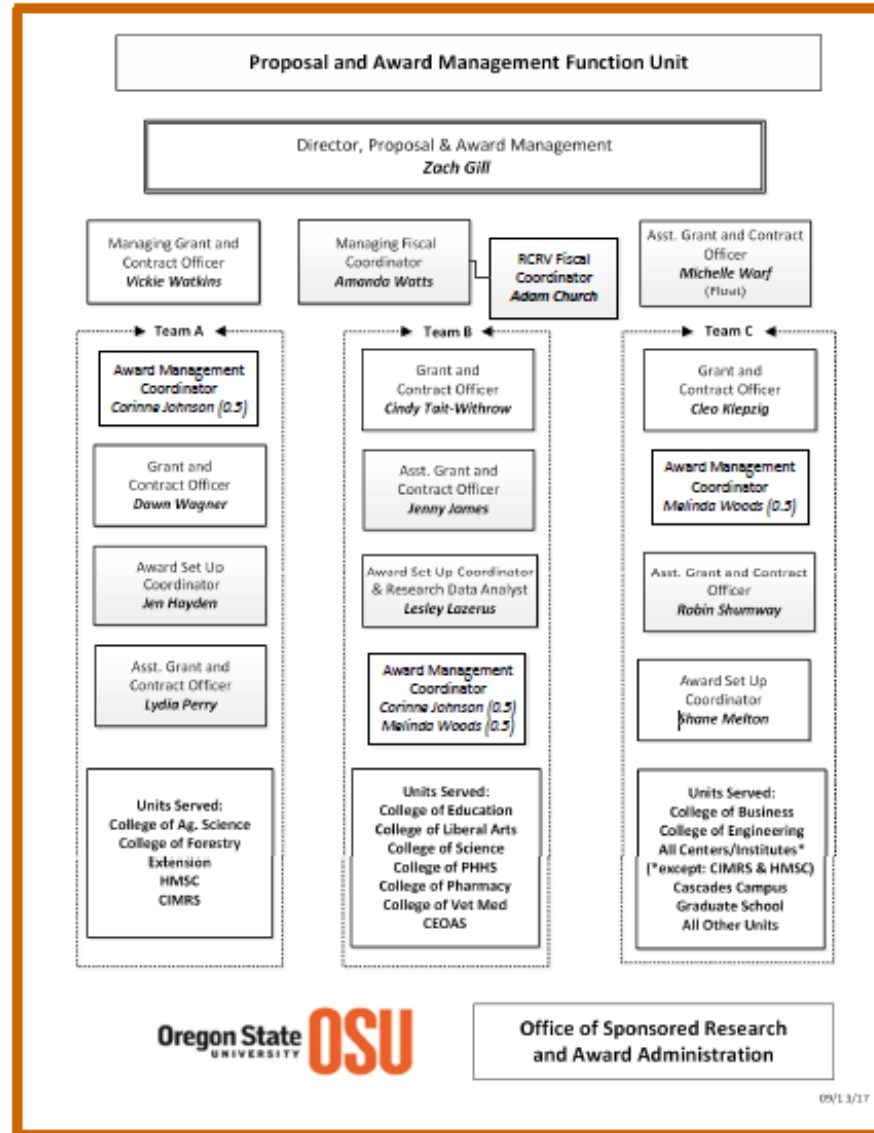 Proposal and Award Management Function Unit
Director, Proposal & Award Management
Zach Gill
Managing Grant and
Contract Officer
Vickie Watkins
Managing Fiscal
Coordinator
Amanda Watts
RCRV Fiscal
Coordinator
Adam Church
Asst. Grant and Contract
Officer
Michelle Warf
(Float)
Team A
Award Management
Coordinator
Corinne Johnson (0.5)
Grant and
Contract Officer
Dawn Wagner
Award Set Up
Coordinator
Jen Hayden
Asst. Grant and
Contract Officer
Lydia Perry
Units Served:
College of Ag. Science
College of Forestry
Extension
HMSC
CIMRS
Team B
Grant and
Contract Officer
Cindy Tait-Withrow
Asst. Grant and
Contract Officer
Jenny James
Award Set Up Coordinator
& Research Data Analyst
Lesley Lazerus
Award Management
Coordinator
Corinne Johnson (0.5)
Melinda Woods (0.5)
Units Served:
College of Education
College of Liberal Arts
College of Science
College of PHHS
College of Pharmacy
College of Vet Med
CEOAS
Team C
Grant and
Contract Officer
Cleo Klepzig
Award Management
Coordinator
Melinda Woods (0.5)
Asst. Grant and Contract
Officer
Robin Shumway
Award Set Up
Coordinator
Shane Melton
Units Served:
College of Business
College of Engineering
All Centers/Institutes*
(*except: CIMRS & HMSC)
Cascades Campus
Graduate School
All Other Units
Oregon State
UNIVERSITY
OSU
Office of Sponsored Research
and Award Administration
09/13/17